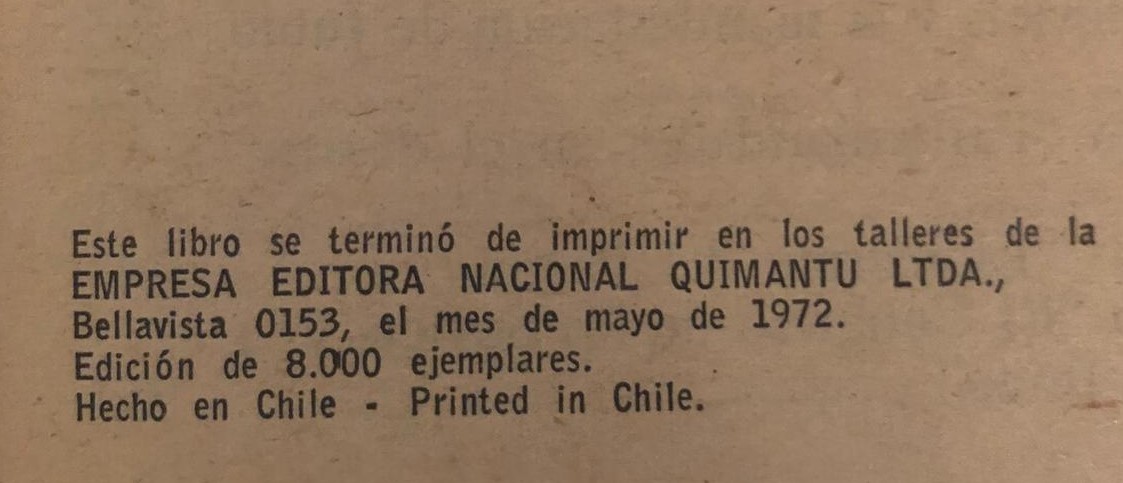 Este libro se terminó de imprimir en los talleres de la
EMPRESA EDITORA NACIONAL QUIMANTU LTDA.,
Bellavista 0153, el mes de mayo de 1972.
Edición de 8.000 ejemplares.
Hecho en Chile - Printed in Chile.